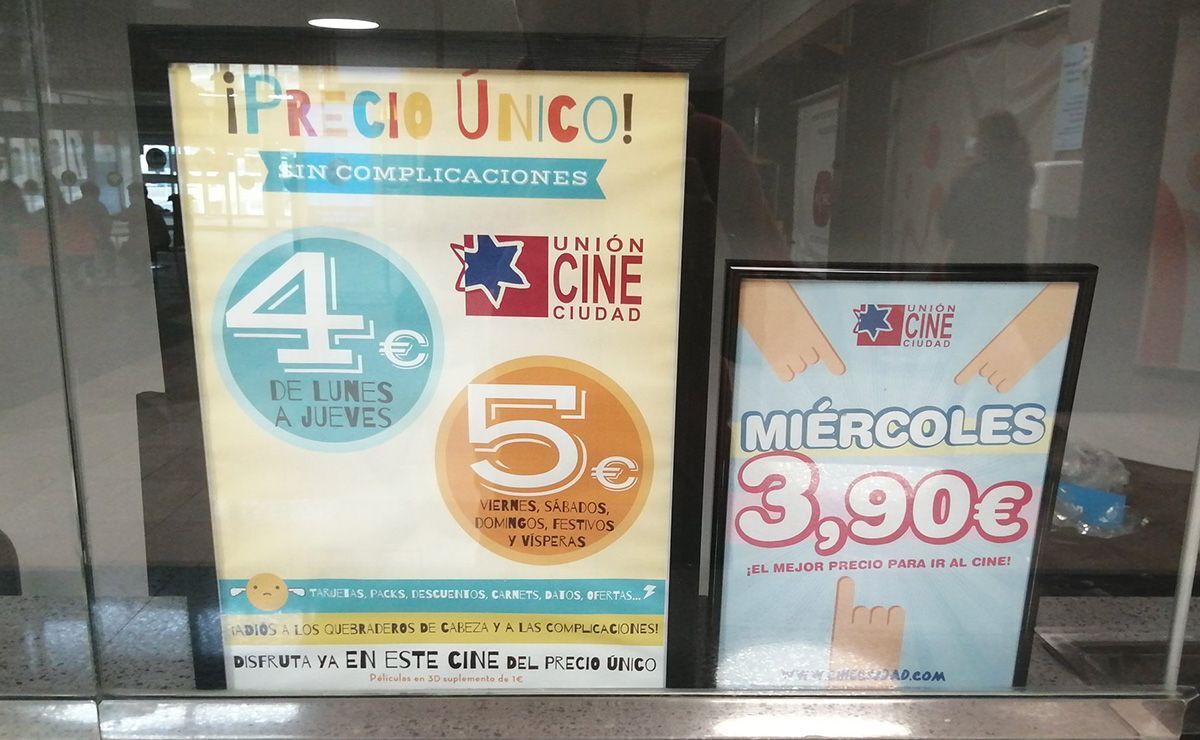 ¡PRECIO ÚNICO!
SIN COMPLICACIONES
UNIÓN
CINE
CIUDAD
4€
DE LUNES
A JUEVES
5€
VIERNES, SÁBADOS,
DOMINGOS, FESTIVOS
Y VÍSPERAS
TARJETAS, PACKS, DESCUENTOS, CARNETS, DATOS, OFERTAS...
¡ADIÓS A LOS QUEBRADEROS DE CABEZA Y A LAS COMPLICACIONES!
DISFRUTA YA EN ESTE CINE DEL PRECIO ÚNICO
Películas en 3D suplemento de 1€
UNIÓN
CINE
CIUDAD
MIÉRCOLES
3,90€
¡EL MEJOR PRECIO PARA IR AL CINE!
WWW.CINECIUDAD.COM